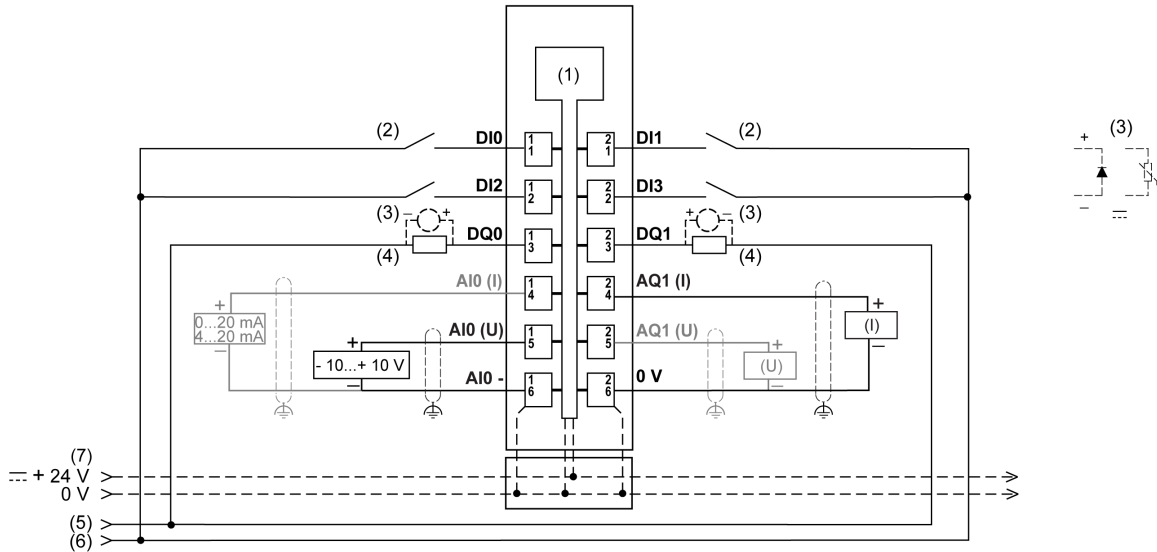 (1)
(2)
DI0
1 1
2 1
DI1
(2)
(3)
+
−
DI2
1 2
2 2
DI3
(3)
− +
+ −
(3)
(4)
DQ0
1 3
2 3
DQ1
(4)
AI0 (I)
1 4
2 4
AQ1 (I)
+
0...20 mA
4...20 mA
−
+
(I)
−
AI0 (U)
1 5
2 5
AQ1 (U)
+
- 10...+ 10 V
−
+
(U)
−
AI0 -
1 6
2 6
0 V
(7)
+ 24 V
0 V
(5)
(6)